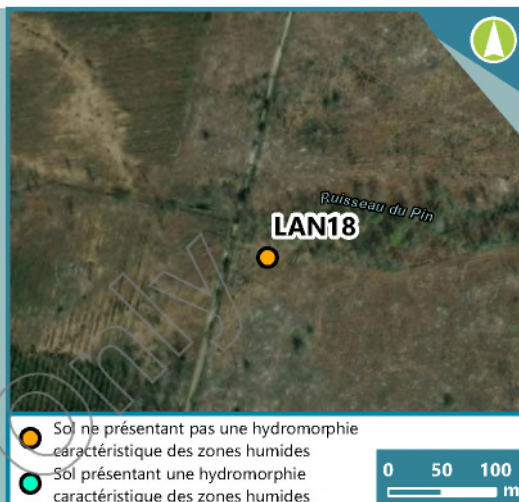 Ruisseau du Pin
LAN18
Sol ne présentant pas une hydromorphie
caractéristique des zones humides
Sol présentant une hydromorphie
caractéristique des zones humides
0 50 100
m
only